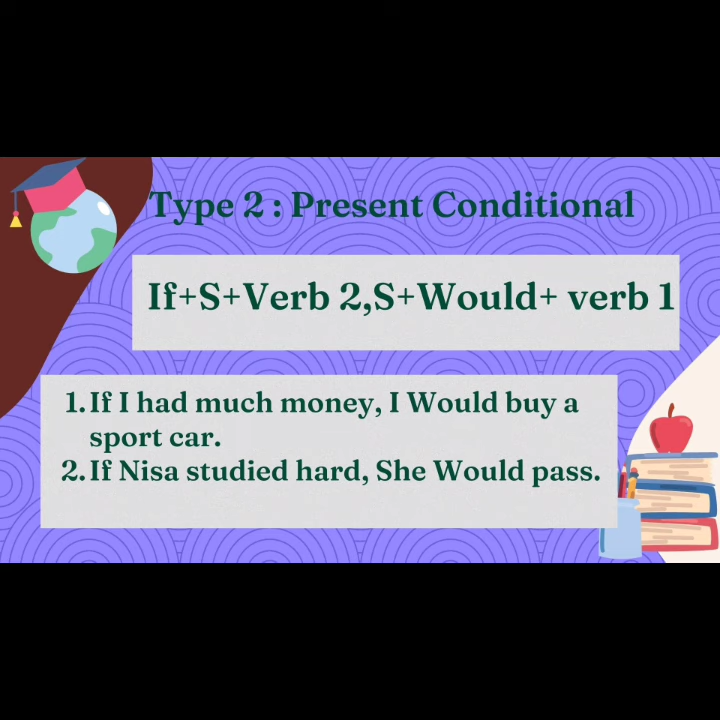 Type 2 : Present Conditional
If+S+Verb 2,S+Would+ verb 1
1. If I had much money, I Would buy a
sport car.
2. If Nisa studied hard, She Would pass.